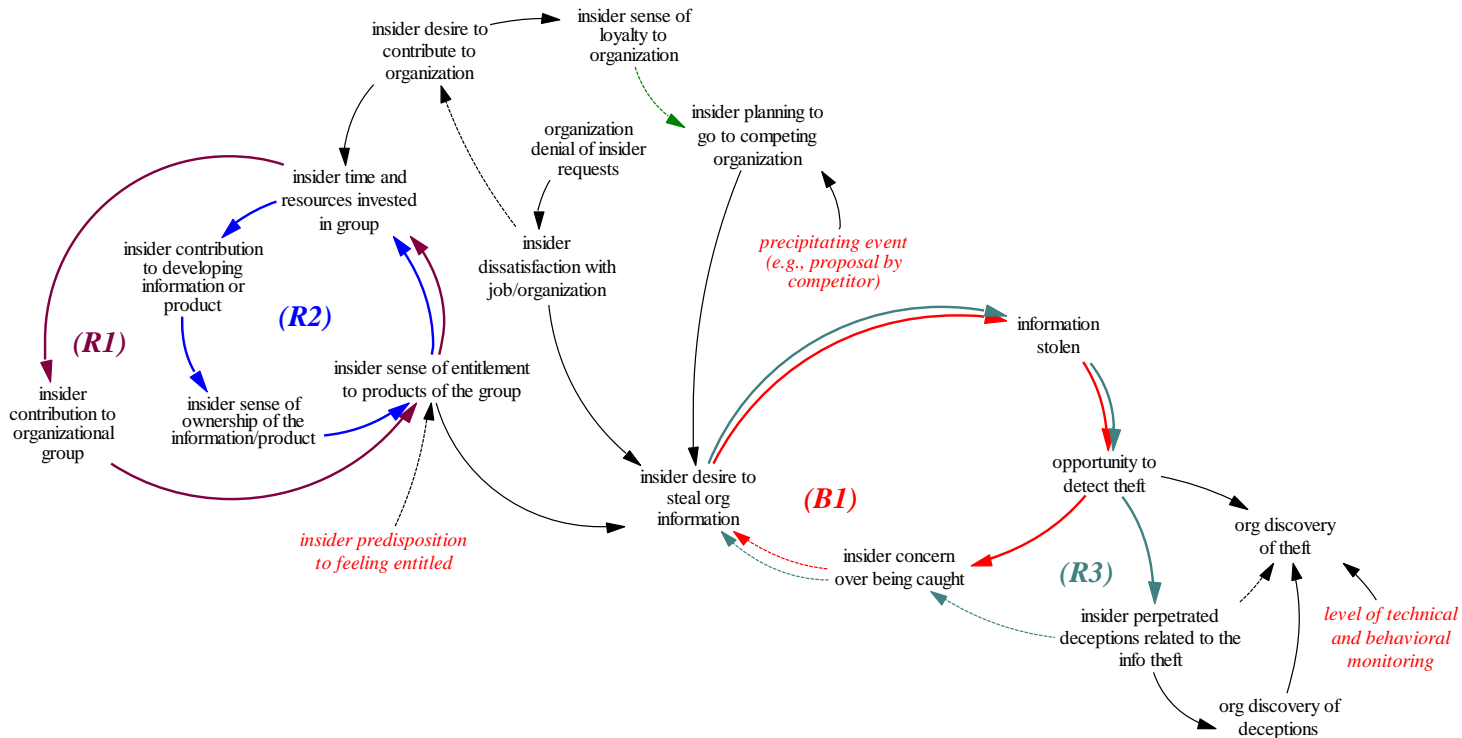 insider desire to
contribute to
organization
insider sense of
loyalty to
organization
insider planning to
go to competing
organization
organization
denial of insider
requests
insider time and
resources invested
in group
insider contribution
to developing
information or
product
insider
dissatisfaction with
job/organization
precipitating event
(e.g., proposal by
competitor)
(R2)
(R1)
information
stolen
insider sense of entitlement
to products of the group
insider
contribution to
organizational
group
insider sense of
ownership of the
information/product
insider desire to
steal org
information
(B1)
opportunity to
detect theft
insider predisposition
to feeling entitled
insider concern
over being caught
(R3)
org discovery
of theft
insider perpetrated
deceptions related to the
info theft
level of technical
and behavioral
monitoring
org discovery of
deceptions